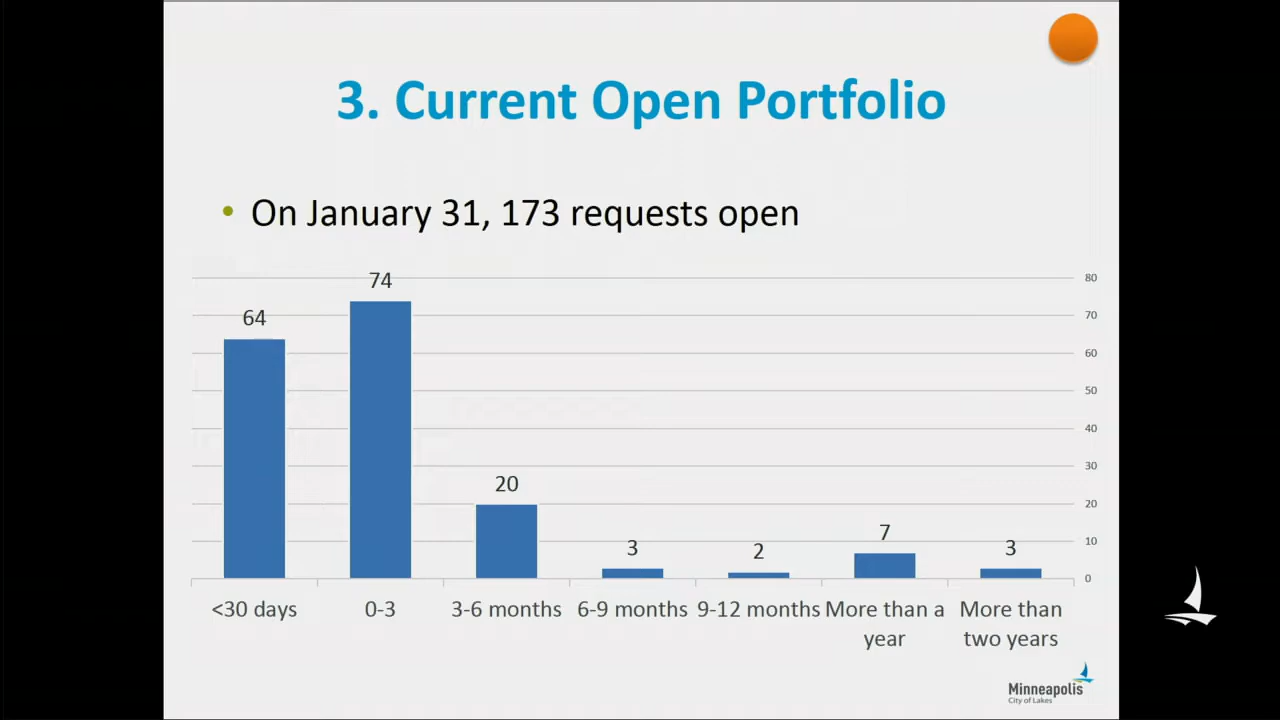 3. Current Open Portfolio
• On January 31, 173 requests open
80
70
60
50
40
30
20
10
0
64
74
20
3
2
7
3
<30 days
0-3
3-6 months
6-9 months
9-12 months
More than a
year
More than
two years
Minneapolis
City of Lakes